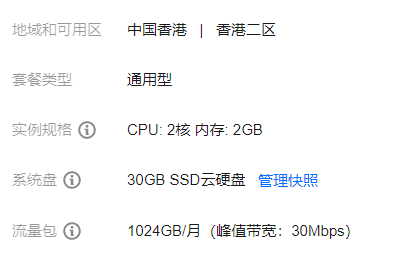 地域和可用区 中国香港 | 香港二区
套餐类型 通用型
实例规格 CPU: 2核 内存: 2GB
系统盘 30GB SSD云硬盘 管理快照
流量包 1024GB/月（峰值带宽：30Mbps）